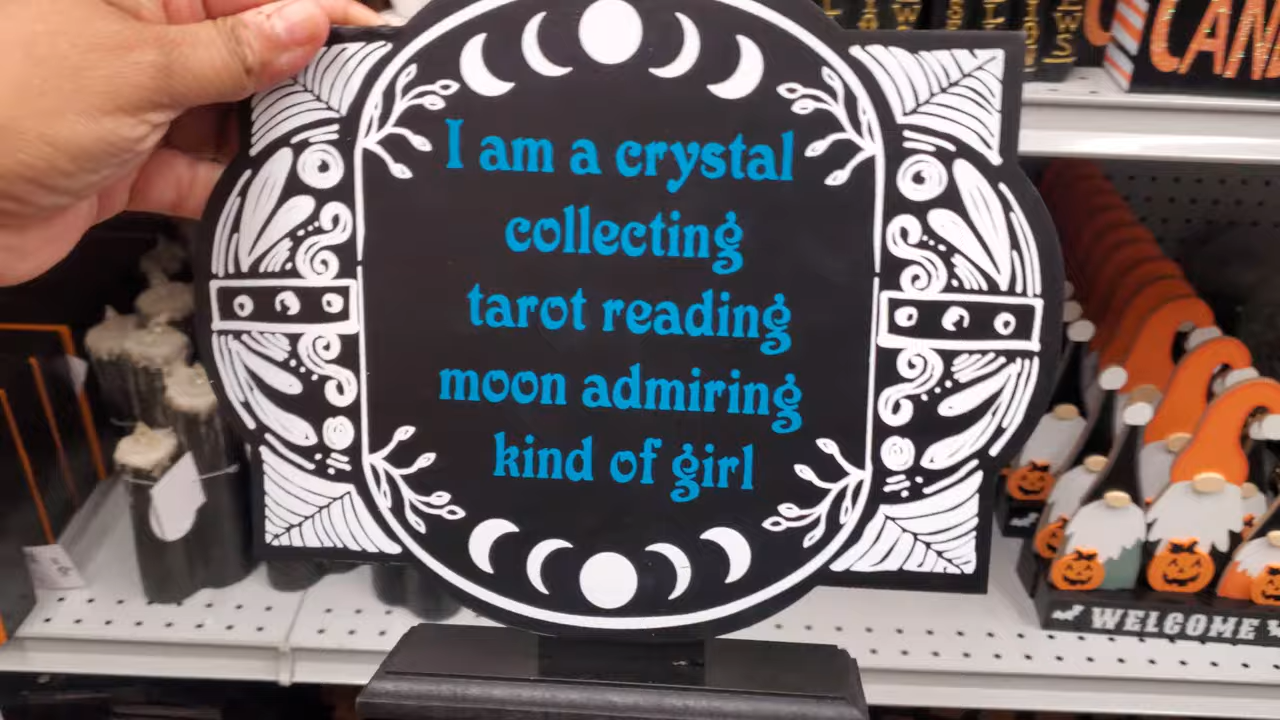 I am a crystal
collecting
tarot reading
moon admiring
kind of girl
WELCOME